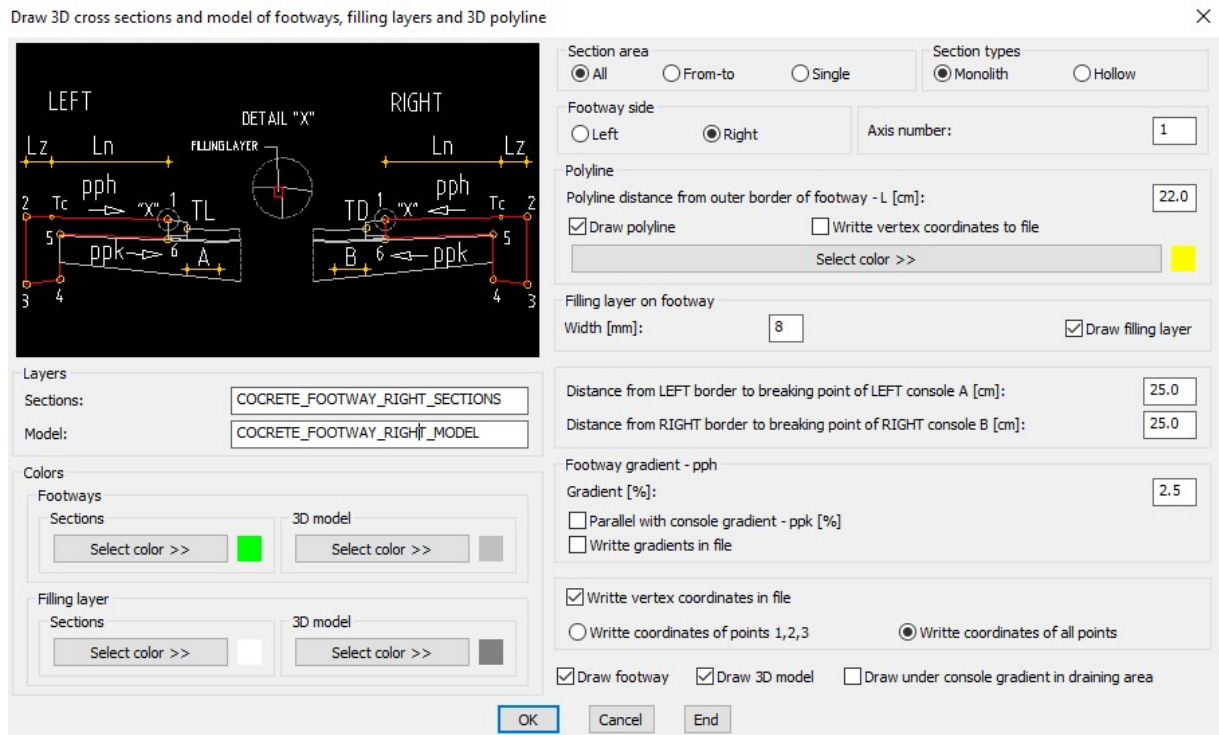 Draw 3D cross sections and model of footways, filling layers and 3D polyline
LEFT
RIGHT
DETAIL "X"
FILLINGLAYER
Lz Ln
Ln Lz
pph
pph
2 Tc "X" 1 TL
TD 1 "X" Tc 2
5 ppk 6 A
B 6 ppk 5
3 4
4 3
Layers
Sections: COCRETE_FOOTWAY_RIGHT_SECTIONS
Model: COCRETE_FOOTWAY_RIGHT_MODEL
Colors
Footways
Sections
Select color >>
3D model
Select color >>
Filling layer
Sections
Select color >>
3D model
Select color >>
Section area
All From-to Single
Section types
Monolith Hollow
Footway side
Left Right
Axis number: 1
Polyline
Polyline distance from outer border of footway - L [cm]: 22.0
Draw polyline Writte vertex coordinates to file
Select color >>
Filling layer on footway
Width [mm]: 8 Draw filling layer
Distance from LEFT border to breaking point of LEFT console A [cm]: 25.0
Distance from RIGHT border to breaking point of RIGHT console B [cm]: 25.0
Footway gradient - pph
Gradient [%]: 2.5
Parallel with console gradient - ppk [%]
Writte gradients in file
Writte vertex coordinates in file
Writte coordinates of points 1,2,3 Writte coordinates of all points
Draw footway Draw 3D model Draw under console gradient in draining area
OK Cancel End